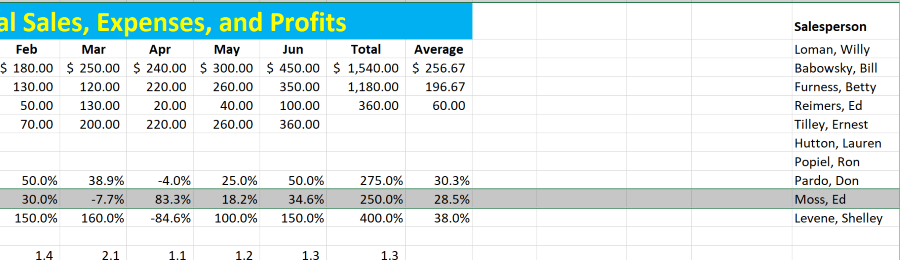 al Sales, Expenses, and Profits
Salesperson
Feb Mar Apr May Jun Total Average Loman, Willy
$ 180.00 $ 250.00 $ 240.00 $ 300.00 $ 450.00 $ 1,540.00 $ 256.67 Babowsky, Bill
130.00 120.00 220.00 260.00 350.00 1,180.00 196.67 Furness, Betty
50.00 130.00 20.00 40.00 100.00 360.00 60.00 Reimers, Ed
70.00 200.00 220.00 260.00 360.00 Tilley, Ernest
Hutton, Lauren
Popiel, Ron
50.0% 38.9% -4.0% 25.0% 50.0% 275.0% 30.3% Pardo, Don
30.0% -7.7% 83.3% 18.2% 34.6% 250.0% 28.5% Moss, Ed
150.0% 160.0% -84.6% 100.0% 150.0% 400.0% 38.0% Levene, Shelley
1.4 2.1 1.1 1.2 1.3 1.3